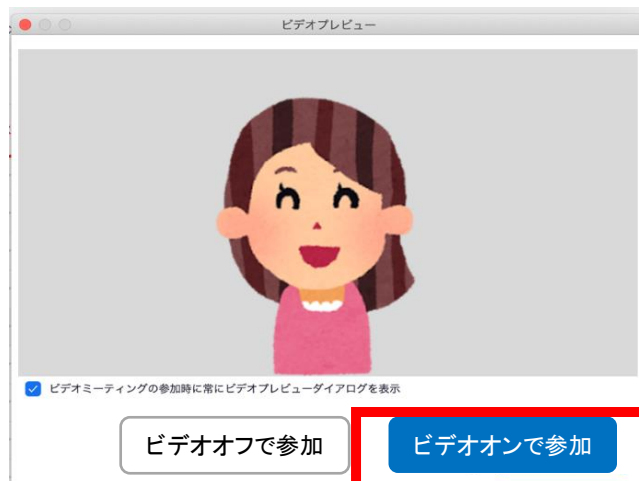 ビデオプレビュー
ビデオミーティングの参加時に常にビデオプレビューダイアログを表示
ビデオオフで参加
ビデオオンで参加